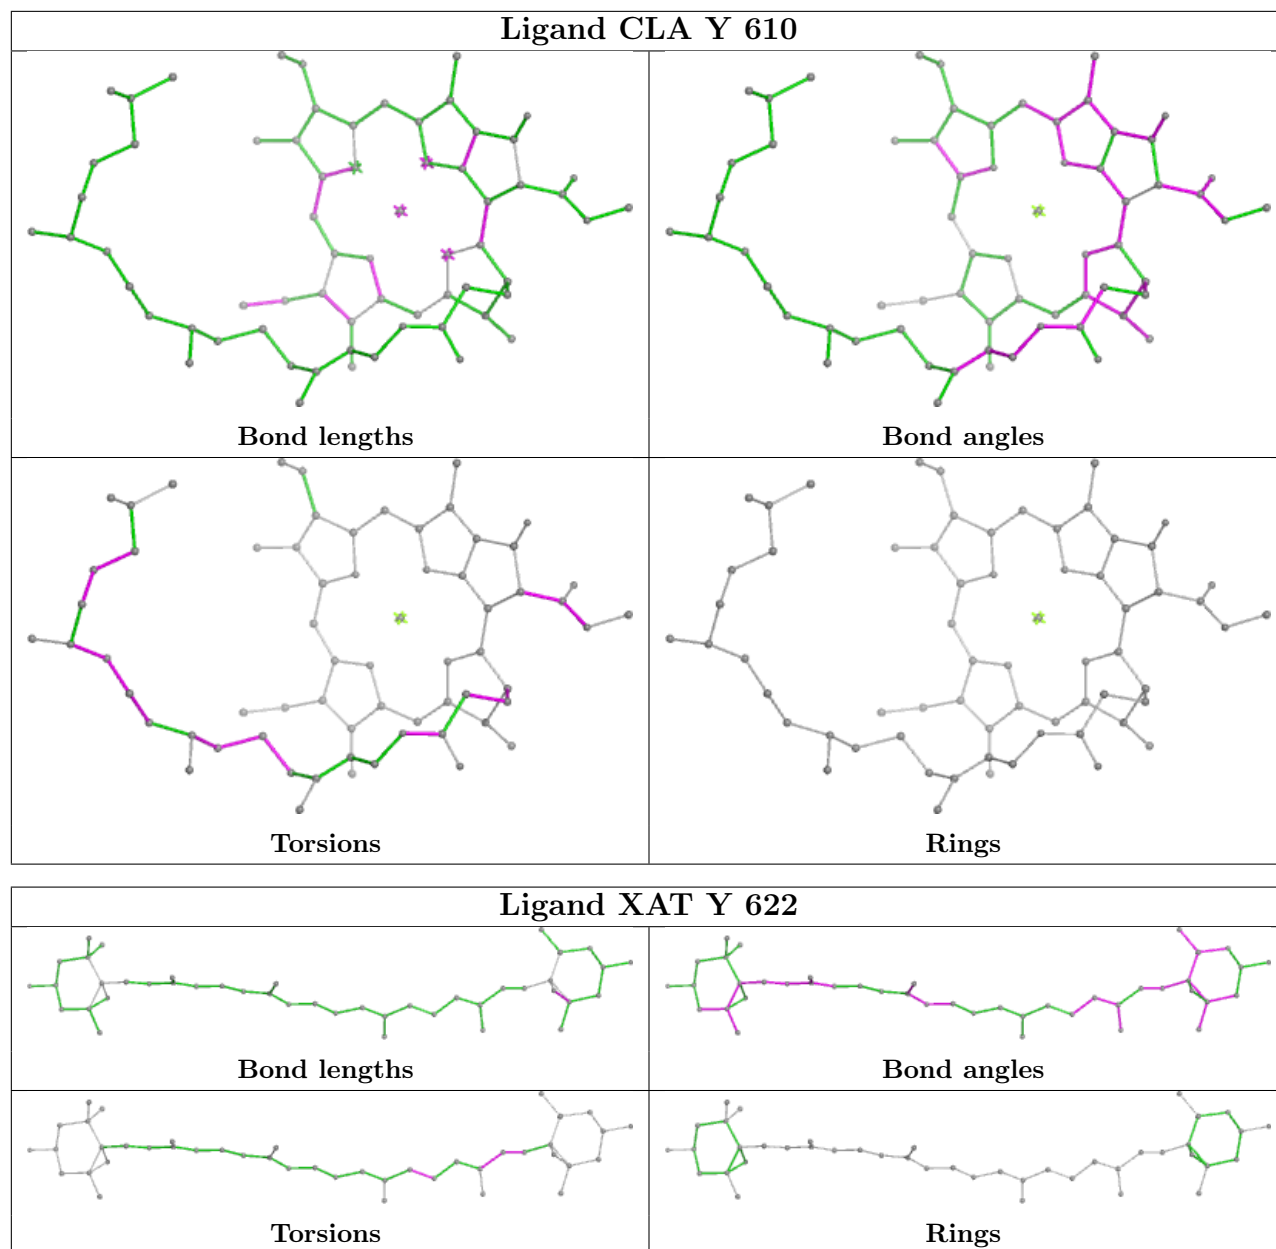 Ligand CLA Y 610
Bond lengths
Bond angles
Torsions
Rings
Ligand XAT Y 622
Bond lengths
Bond angles
Torsions
Rings